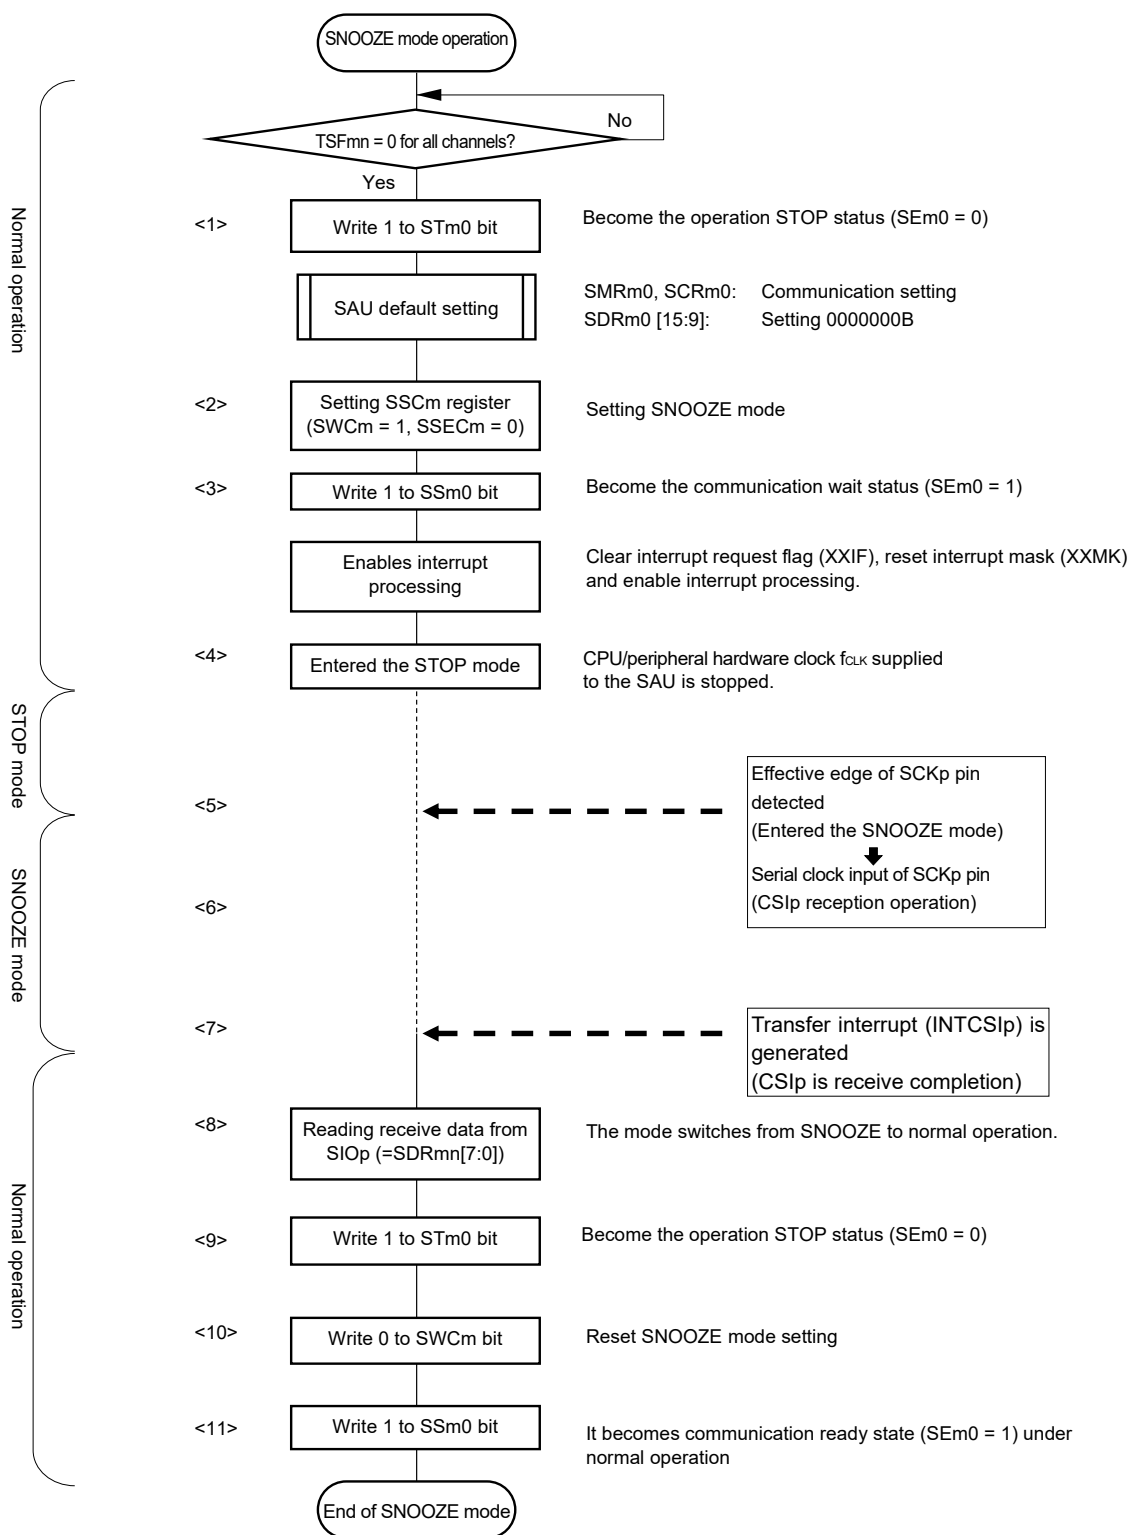 SNOOZE mode operation
No
TSFmn = 0 for all channels?
Yes
Normal operation
<1>
Write 1 to STm0 bit
Become the operation STOP status (SEm0 = 0)
SAU default setting
SMRm0, SCRm0: Communication setting
SDRm0 [15:9]: Setting 0000000B
<2>
Setting SSCm register
(SWCm = 1, SSECm = 0)
Setting SNOOZE mode
<3>
Write 1 to SSm0 bit
Become the communication wait status (SEm0 = 1)
Enables interrupt
processing
Clear interrupt request flag (XXIF), reset interrupt mask (XXMK)
and enable interrupt processing.
<4>
Entered the STOP mode
CPU/peripheral hardware clock fCLK supplied
to the SAU is stopped.
STOP mode
<5>
Effective edge of SCKp pin
detected
(Entered the SNOOZE mode)
Serial clock input of SCKp pin
(CSIp reception operation)
SNOOZE mode
<6>
<7>
Transfer interrupt (INTCSIp) is
generated
(CSIp is receive completion)
Normal operation
<8>
Reading receive data from
SIOp (=SDRmn[7:0])
The mode switches from SNOOZE to normal operation.
<9>
Write 1 to STm0 bit
Become the operation STOP status (SEm0 = 0)
<10>
Write 0 to SWCm bit
Reset SNOOZE mode setting
<11>
Write 1 to SSm0 bit
It becomes communication ready state (SEm0 = 1) under
normal operation
End of SNOOZE mode